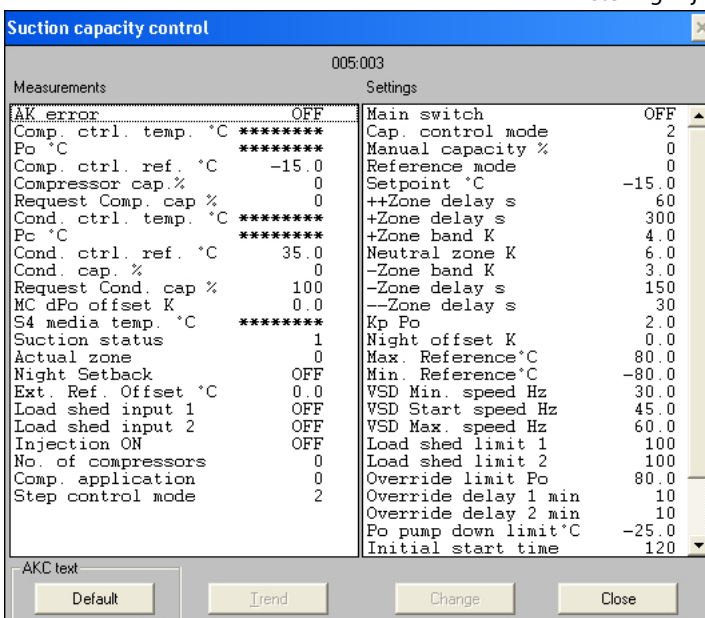 Suction capacity control
005:003
Measurements
Settings
AK error OFF
Comp. ctrl. temp. °C ********
Po °C ********
Comp. ctrl. ref. °C -15.0
Compressor cap.% 0
Request Comp. cap % 0
Cond. ctrl. temp. °C ********
Pc °C ********
Cond. ctrl. ref. °C 35.0
Cond. cap. % 0
Request Cond. cap % 100
MC dPo offset K 0.0
S4 media temp. °C ********
Suction status 1
Actual zone 0
Night Setback OFF
Ext. Ref. Offset °C 0.0
Load shed input 1 OFF
Load shed input 2 OFF
Injection ON OFF
No. of compressors 0
Comp. application 0
Step control mode 2
Main switch OFF
Cap. control mode 2
Manual capacity % 0
Reference mode 0
Setpoint °C -15.0
++Zone delay s 60
+Zone delay s 300
+Zone band K 4.0
Neutral zone K 6.0
-Zone band K 3.0
-Zone delay s 150
--Zone delay s 30
Kp Po 2.0
Night offset K 0.0
Max. Reference°C 80.0
Min. Reference°C -80.0
VSD Min. speed Hz 30.0
VSD Start speed Hz 45.0
VSD Max. speed Hz 60.0
Load shed limit 1 100
Load shed limit 2 100
Override limit Po 80.0
Override delay 1 min 10
Override delay 2 min 10
Po pump down limit°C -25.0
Initial start time 120
AKC text
Default
Trend
Change
Close